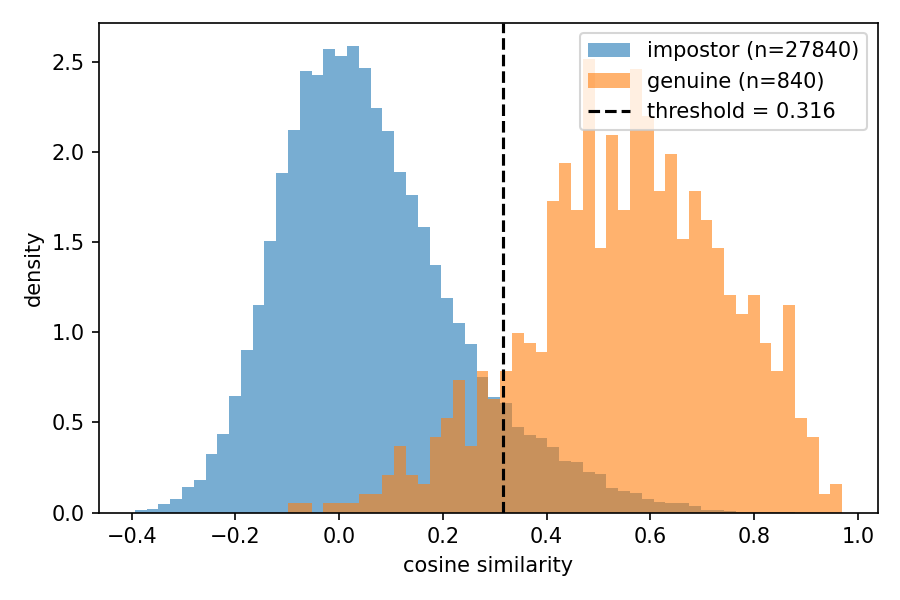 impostor (n=27840)
genuine (n=840)
threshold = 0.316
density
2.5
2.0
1.5
1.0
0.5
0.0
−0.4 −0.2 0.0 0.2 0.4 0.6 0.8 1.0
cosine similarity